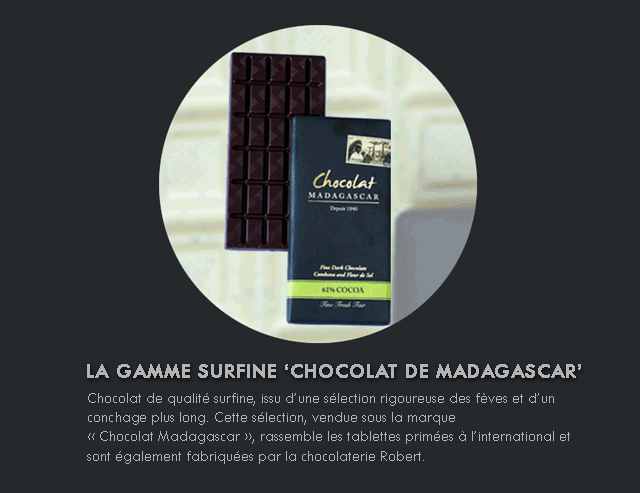 Chocolat
MADAGASCAR
Depuis 1940
Fine Dark Chocolate
Combava and Fleur de Sel
61% COCOA
Fine Fresh Fair
LA GAMME SURFINE ‘CHOCOLAT DE MADAGASCAR’
Chocolat de qualité surfine, issu d’une sélection rigoureuse des fèves et d’un
conchage plus long. Cette sélection, vendue sous la marque
« Chocolat Madagascar », rassemble les tablettes primées à l’international et
sont également fabriquées par la chocolaterie Robert.